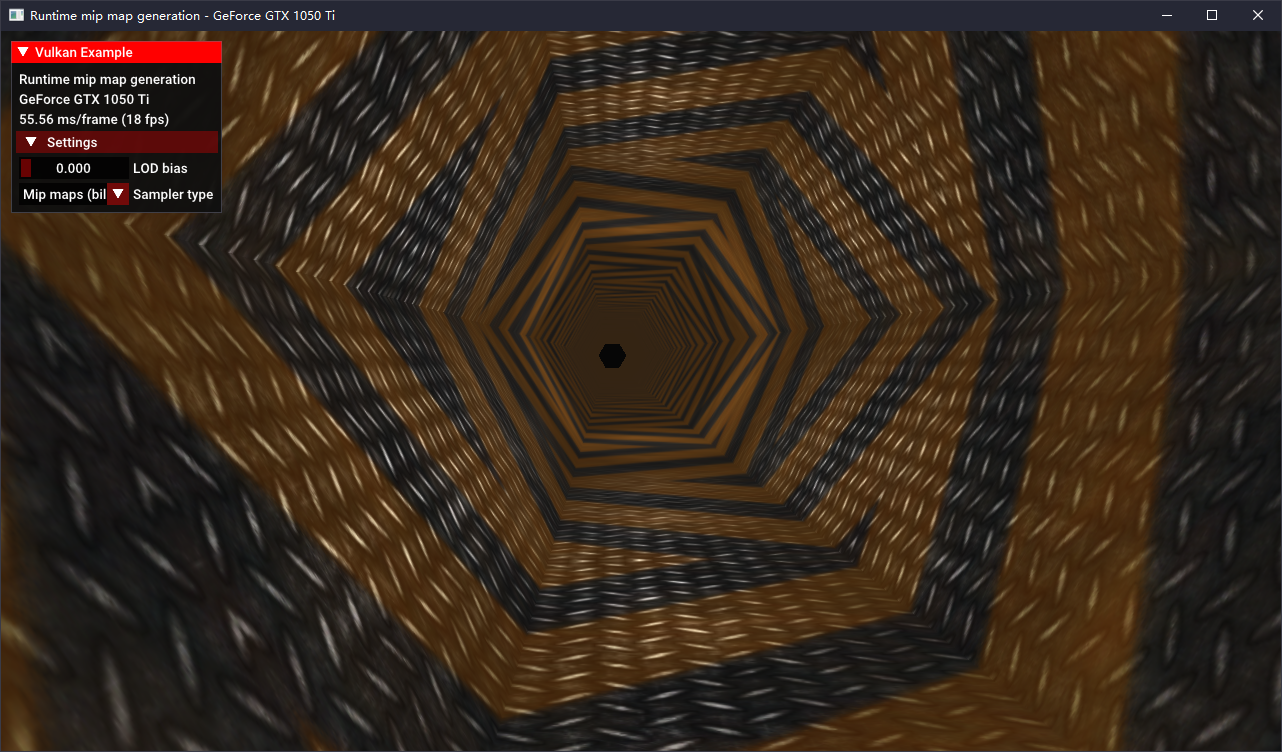 Runtime mip map generation - GeForce GTX 1050 Ti
Vulkan Example
Runtime mip map generation
GeForce GTX 1050 Ti
55.56 ms/frame (18 fps)
Settings
0.000 LOD bias
Mip maps (bil Sampler type